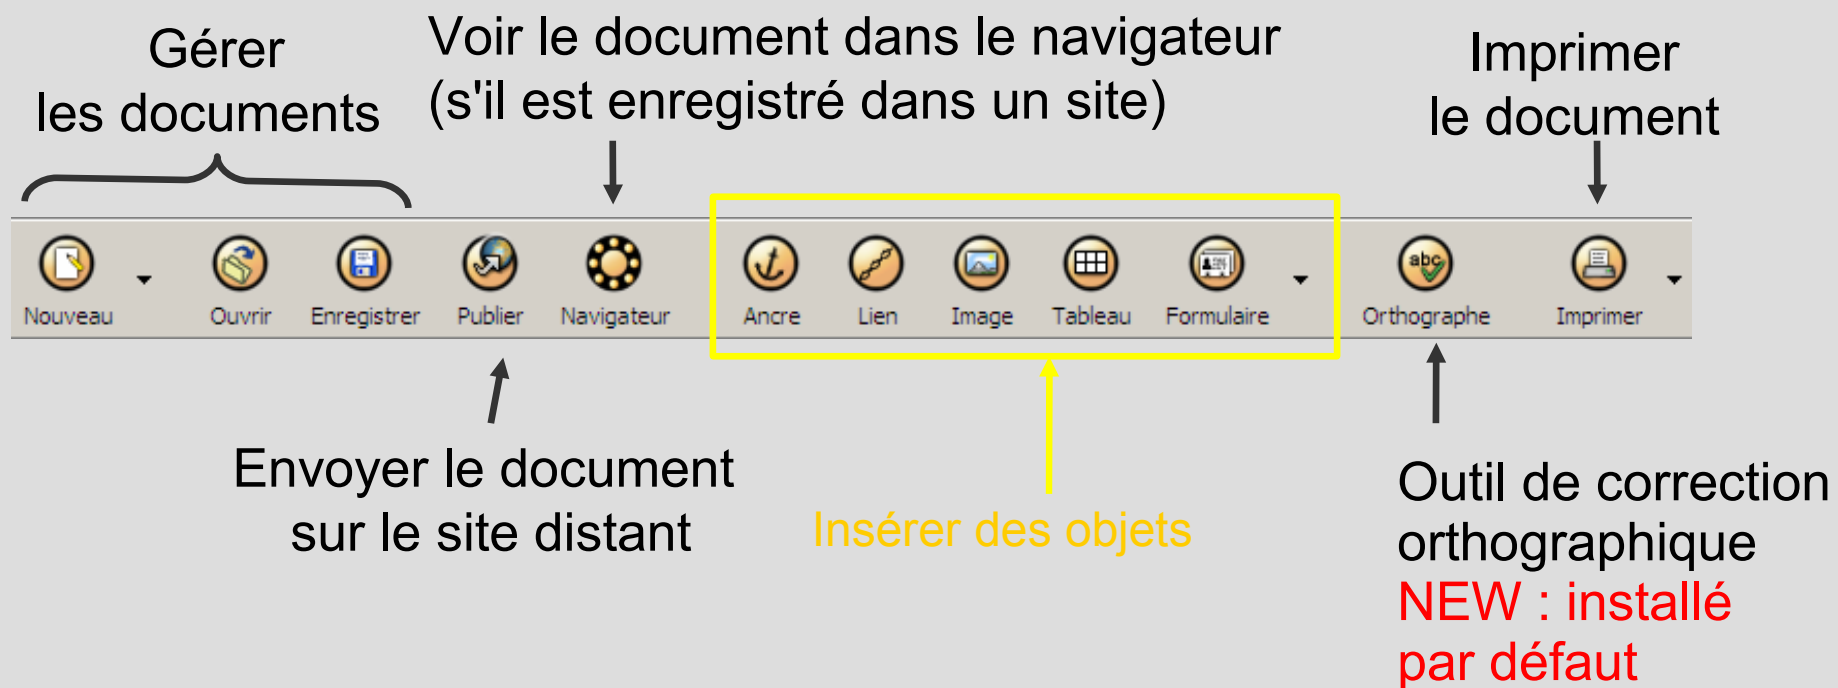 Gérer
les documents
Voir le document dans le navigateur
(s'il est enregistré dans un site)
Imprimer
le document
Nouveau
Ouvrir
Enregistrer
Publier
Navigateur
Ancre
Lien
Image
Tableau
Formulaire
abc
Orthographe
Imprimer
Envoyer le document
sur le site distant
Insérer des objets
Outil de correction
orthographique
NEW : installé
par défaut